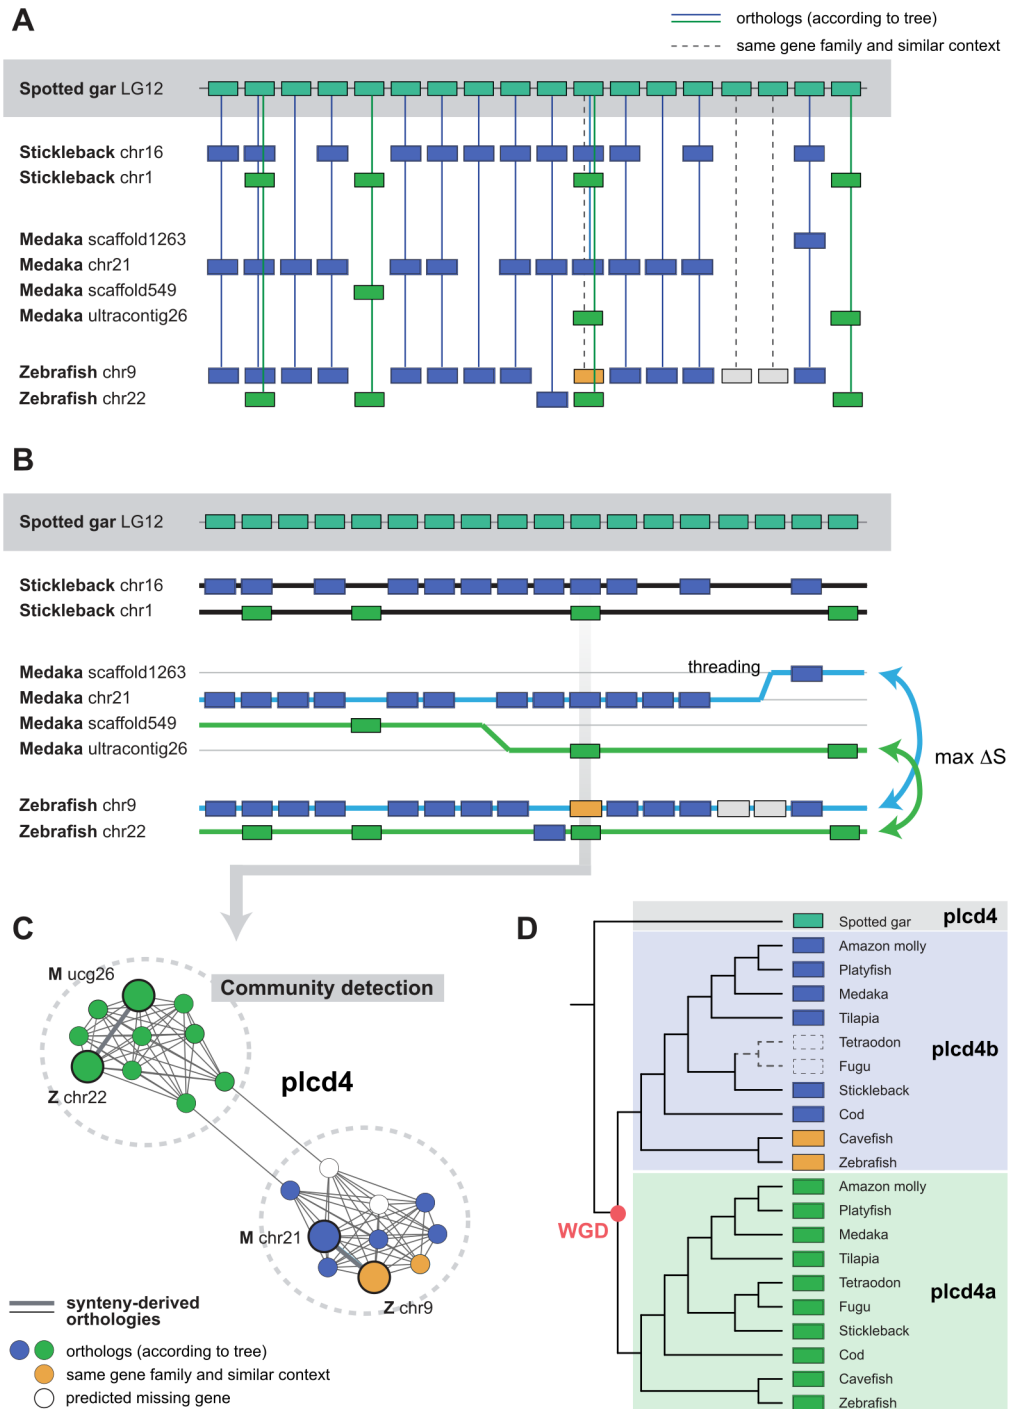 A
orthologs (according to tree)
same gene family and similar context
Spotted gar LG12
Stickleback chr16
Stickleback chr1
Medaka scaffold1263
Medaka chr21
Medaka scaffold549
Medaka ultracontig26
Zebrafish chr9
Zebrafish chr22
B
Spotted gar LG12
Stickleback chr16
Stickleback chr1
Medaka scaffold1263
threading
Medaka chr21
Medaka scaffold549
Medaka ultracontig26
max ΔS
Zebrafish chr9
Zebrafish chr22
C
M ucg26
Community detection
Z chr22
plcd4
M chr21
Z chr9
synteny-derived
orthologies
orthologs (according to tree)
same gene family and similar context
predicted missing gene
D
Spotted gar
plcd4
Amazon molly
Platyfish
Medaka
Tilapia
Tetraodon
plcd4b
Fugu
Stickleback
Cod
Cavefish
Zebrafish
WGD
Amazon molly
Platyfish
Medaka
Tilapia
Tetraodon
plcd4a
Fugu
Stickleback
Cod
Cavefish
Zebrafish